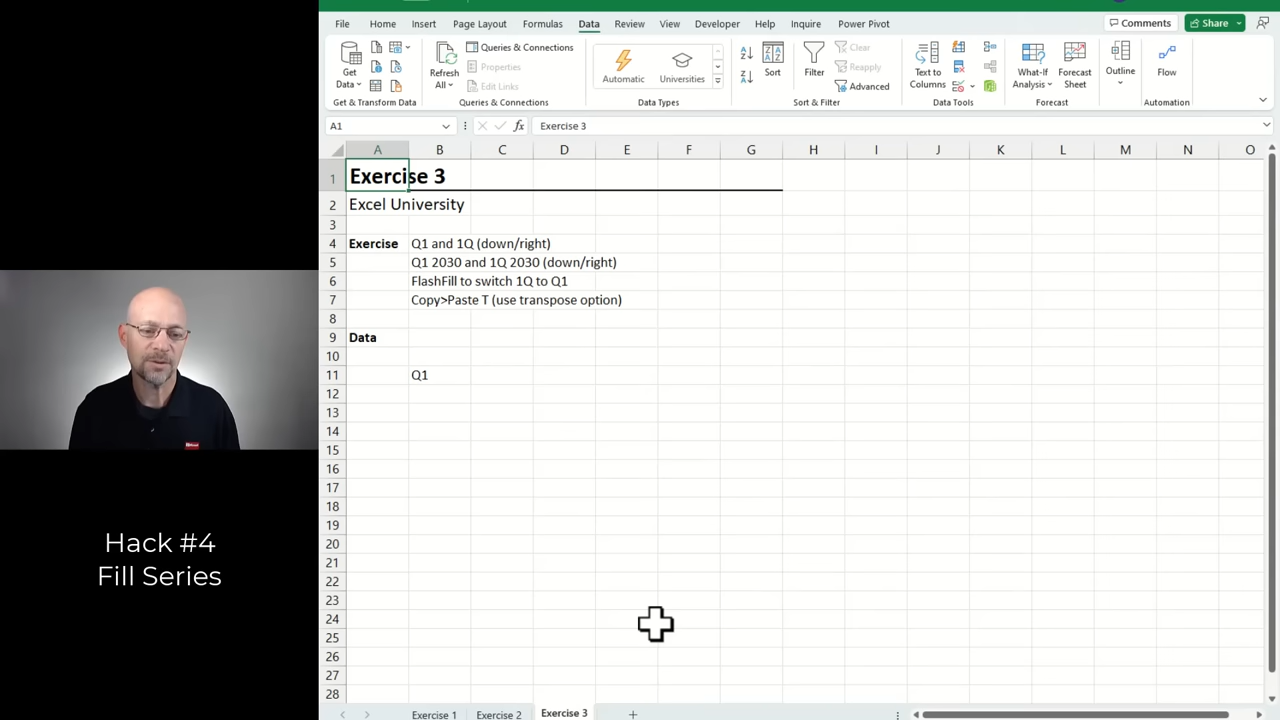 File Home Insert Page Layout Formulas Data Review View Developer Help Inquire Power Pivot Comments Share
Get Data
Refresh All
Queries & Connections
Properties
Edit Links
Automatic
Universities
Sort
Filter
Clear
Reapply
Advanced
Text to Columns
What-If Analysis
Forecast Sheet
Outline
Flow
Get & Transform Data Queries & Connections Data Types Sort & Filter Data Tools Forecast Automation
A1 fx Exercise 3
A B C D E F G H I J K L M N O
1 Exercise 3
2 Excel University
3
4 Exercise Q1 and 1Q (down/right)
5 Q1 2030 and 1Q 2030 (down/right)
6 FlashFill to switch 1Q to Q1
7 Copy>Paste T (use transpose option)
8
9 Data
10
11 Q1
12
13
14
15
16
17
18
19
20
21
22
23
24
25
26
27
28
Exercise 1 Exercise 2 Exercise 3
Hack #4
Fill Series